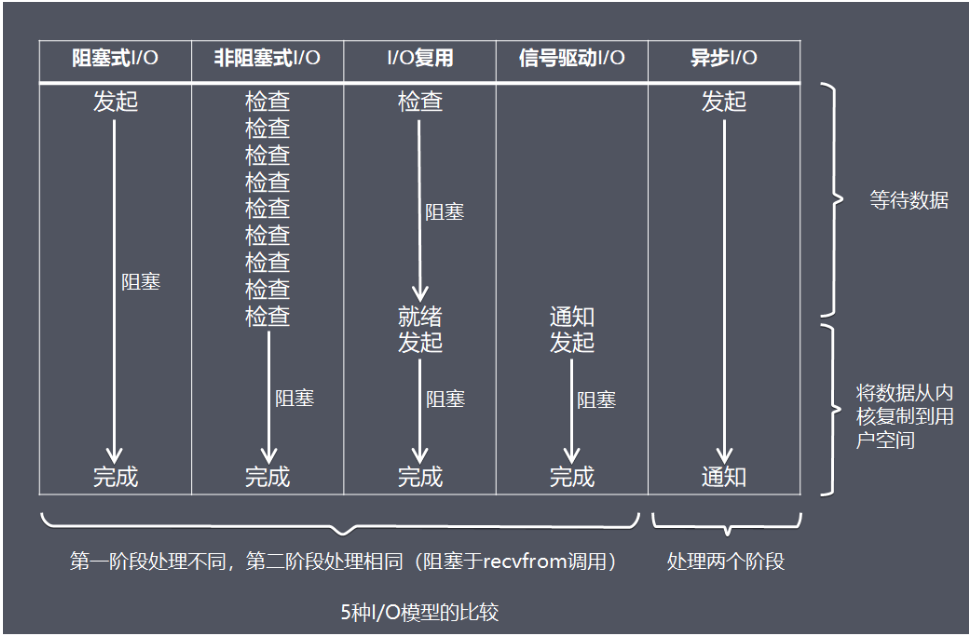 阻塞式I/O 非阻塞式I/O I/O复用 信号驱动I/O 异步I/O
发起 检查 检查 发起
检查
检查
检查
检查 阻塞 等待数据
检查
检查
阻塞 检查
检查 就绪 通知
发起 发起
阻塞 阻塞 阻塞 将数据从内
核复制到用
户空间
完成 完成 完成 完成 通知
第一阶段处理不同，第二阶段处理相同（阻塞于recvfrom调用） 处理两个阶段
5种I/O模型的比较